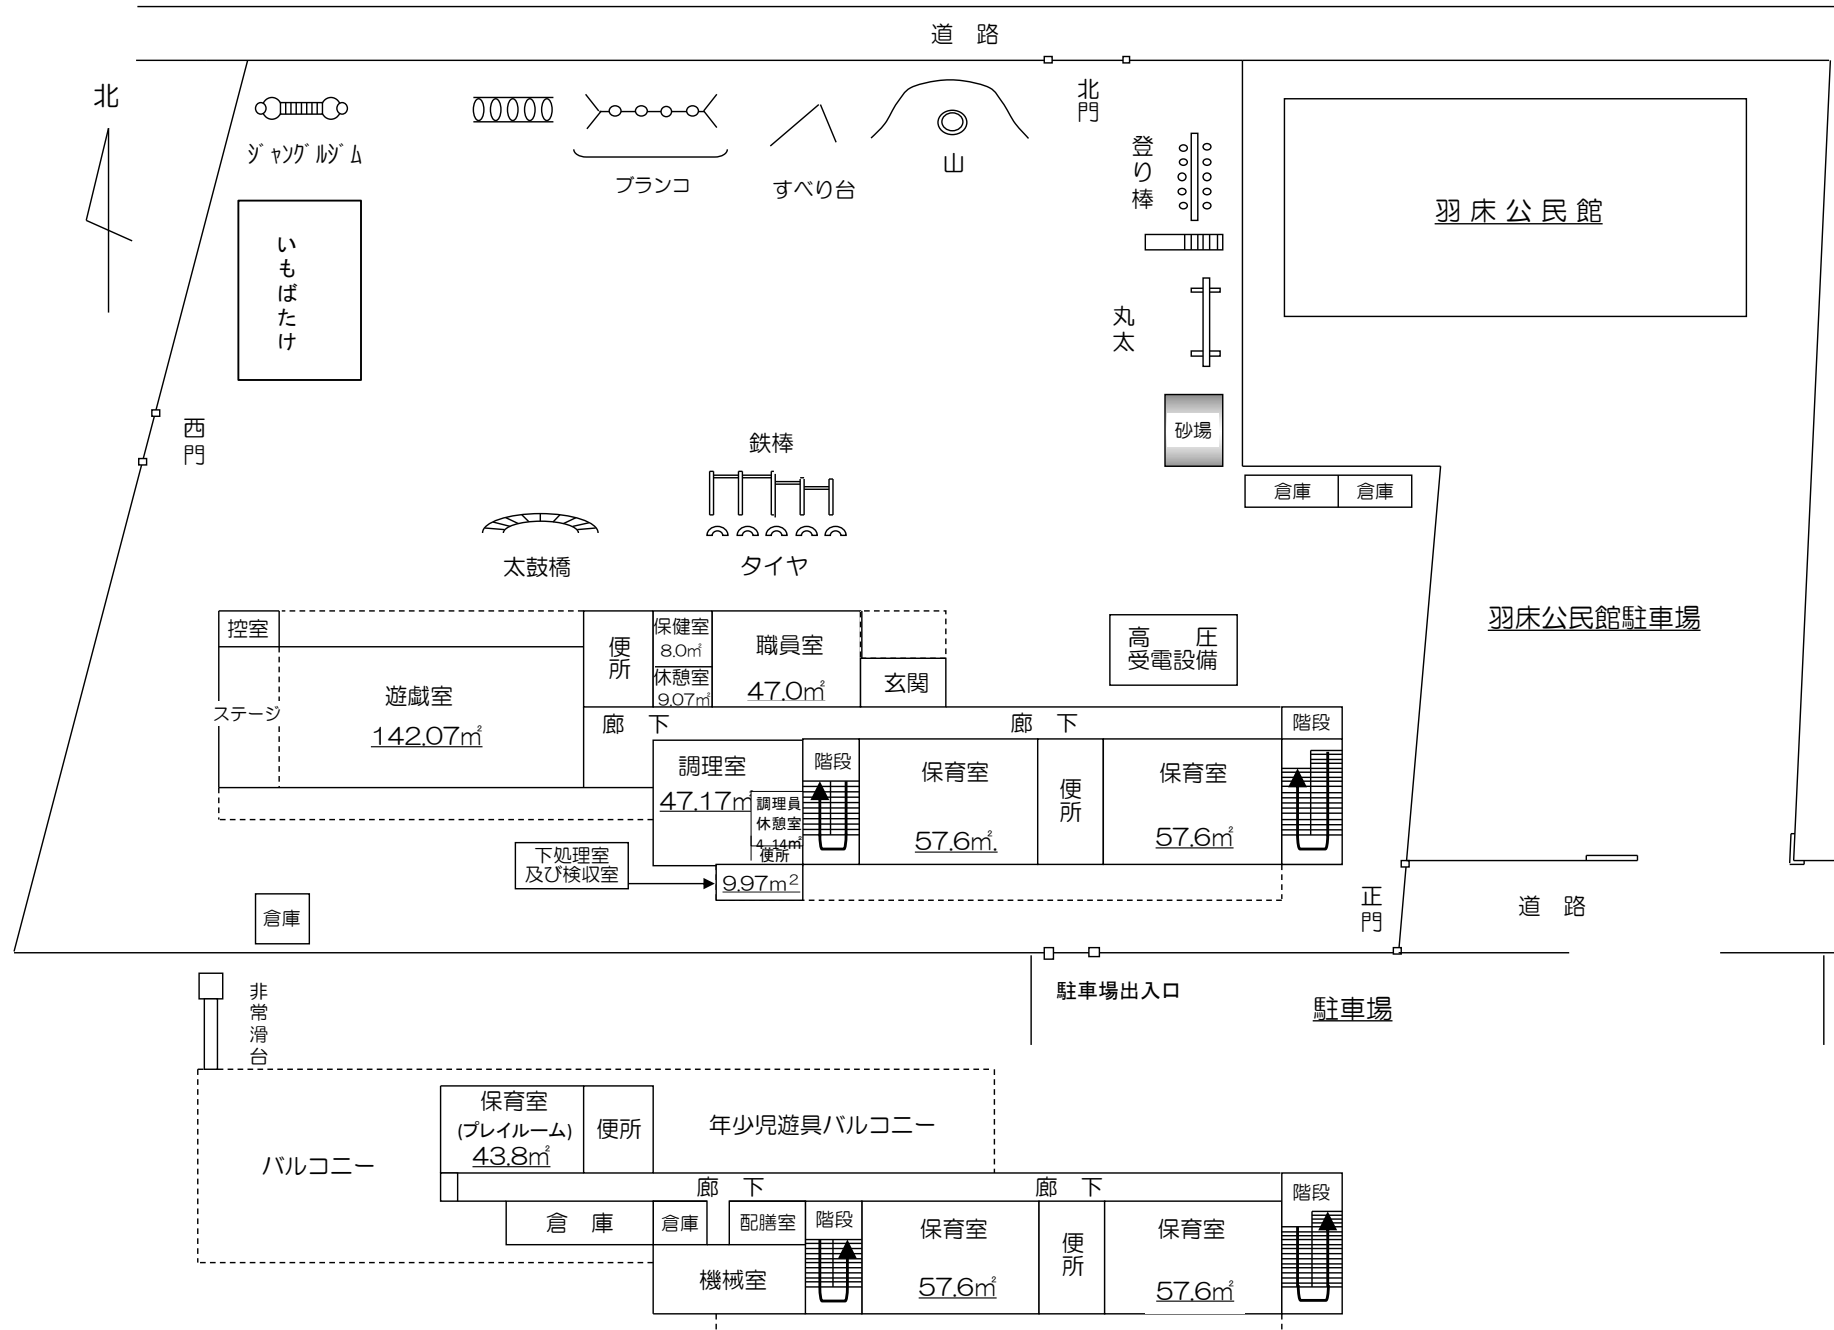 道 路
北
北門
ジャングルジム
ブランコ
すべり台
山
登り棒
羽床公民館
いもばたけ
丸太
西門
砂場
鉄棒
倉庫
倉庫
太鼓橋
タイヤ
羽床公民館駐車場
控室
便所
保健室
8.0㎡
休憩室
9.07㎡
職員室
47.0㎡
玄関
高 圧
受電設備
遊戯室
142.07㎡
ステージ
廊 下
廊 下
階段
調理室
47.17㎡
調理員
休憩室
4.14㎡
便所
階段
保育室
57.6㎡.
便所
保育室
57.6㎡
下処理室
及び検収室
9.97m²
倉庫
正門
道 路
駐車場出入口
駐車場
非常滑台
保育室
(プレイルーム)
43.8㎡
便所
年少児遊具バルコニー
バルコニー
廊 下
廊 下
階段
倉 庫
倉庫
配膳室
階段
保育室
57.6㎡
便所
保育室
57.6㎡
機械室